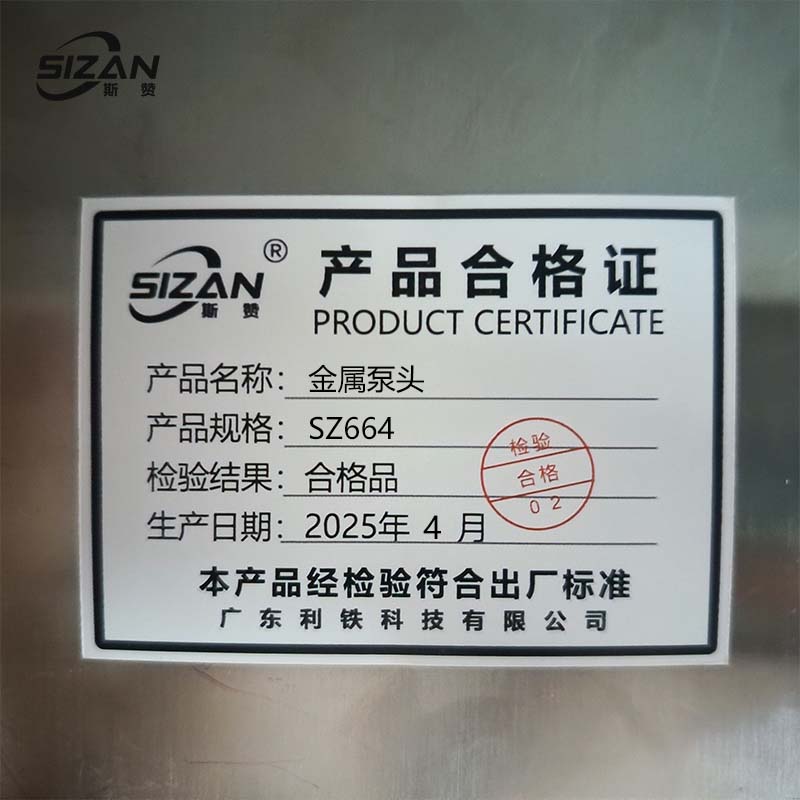 SIZAN
斯赞
SIZAN®
斯赞
产品合格证
PRODUCT CERTIFICATE
产品名称：金属泵头
产品规格：SZ664
检验结果：合格品
生产日期：2025年 4 月
检验
合格
02
本产品经检验符合出厂标准
广东利铁科技有限公司